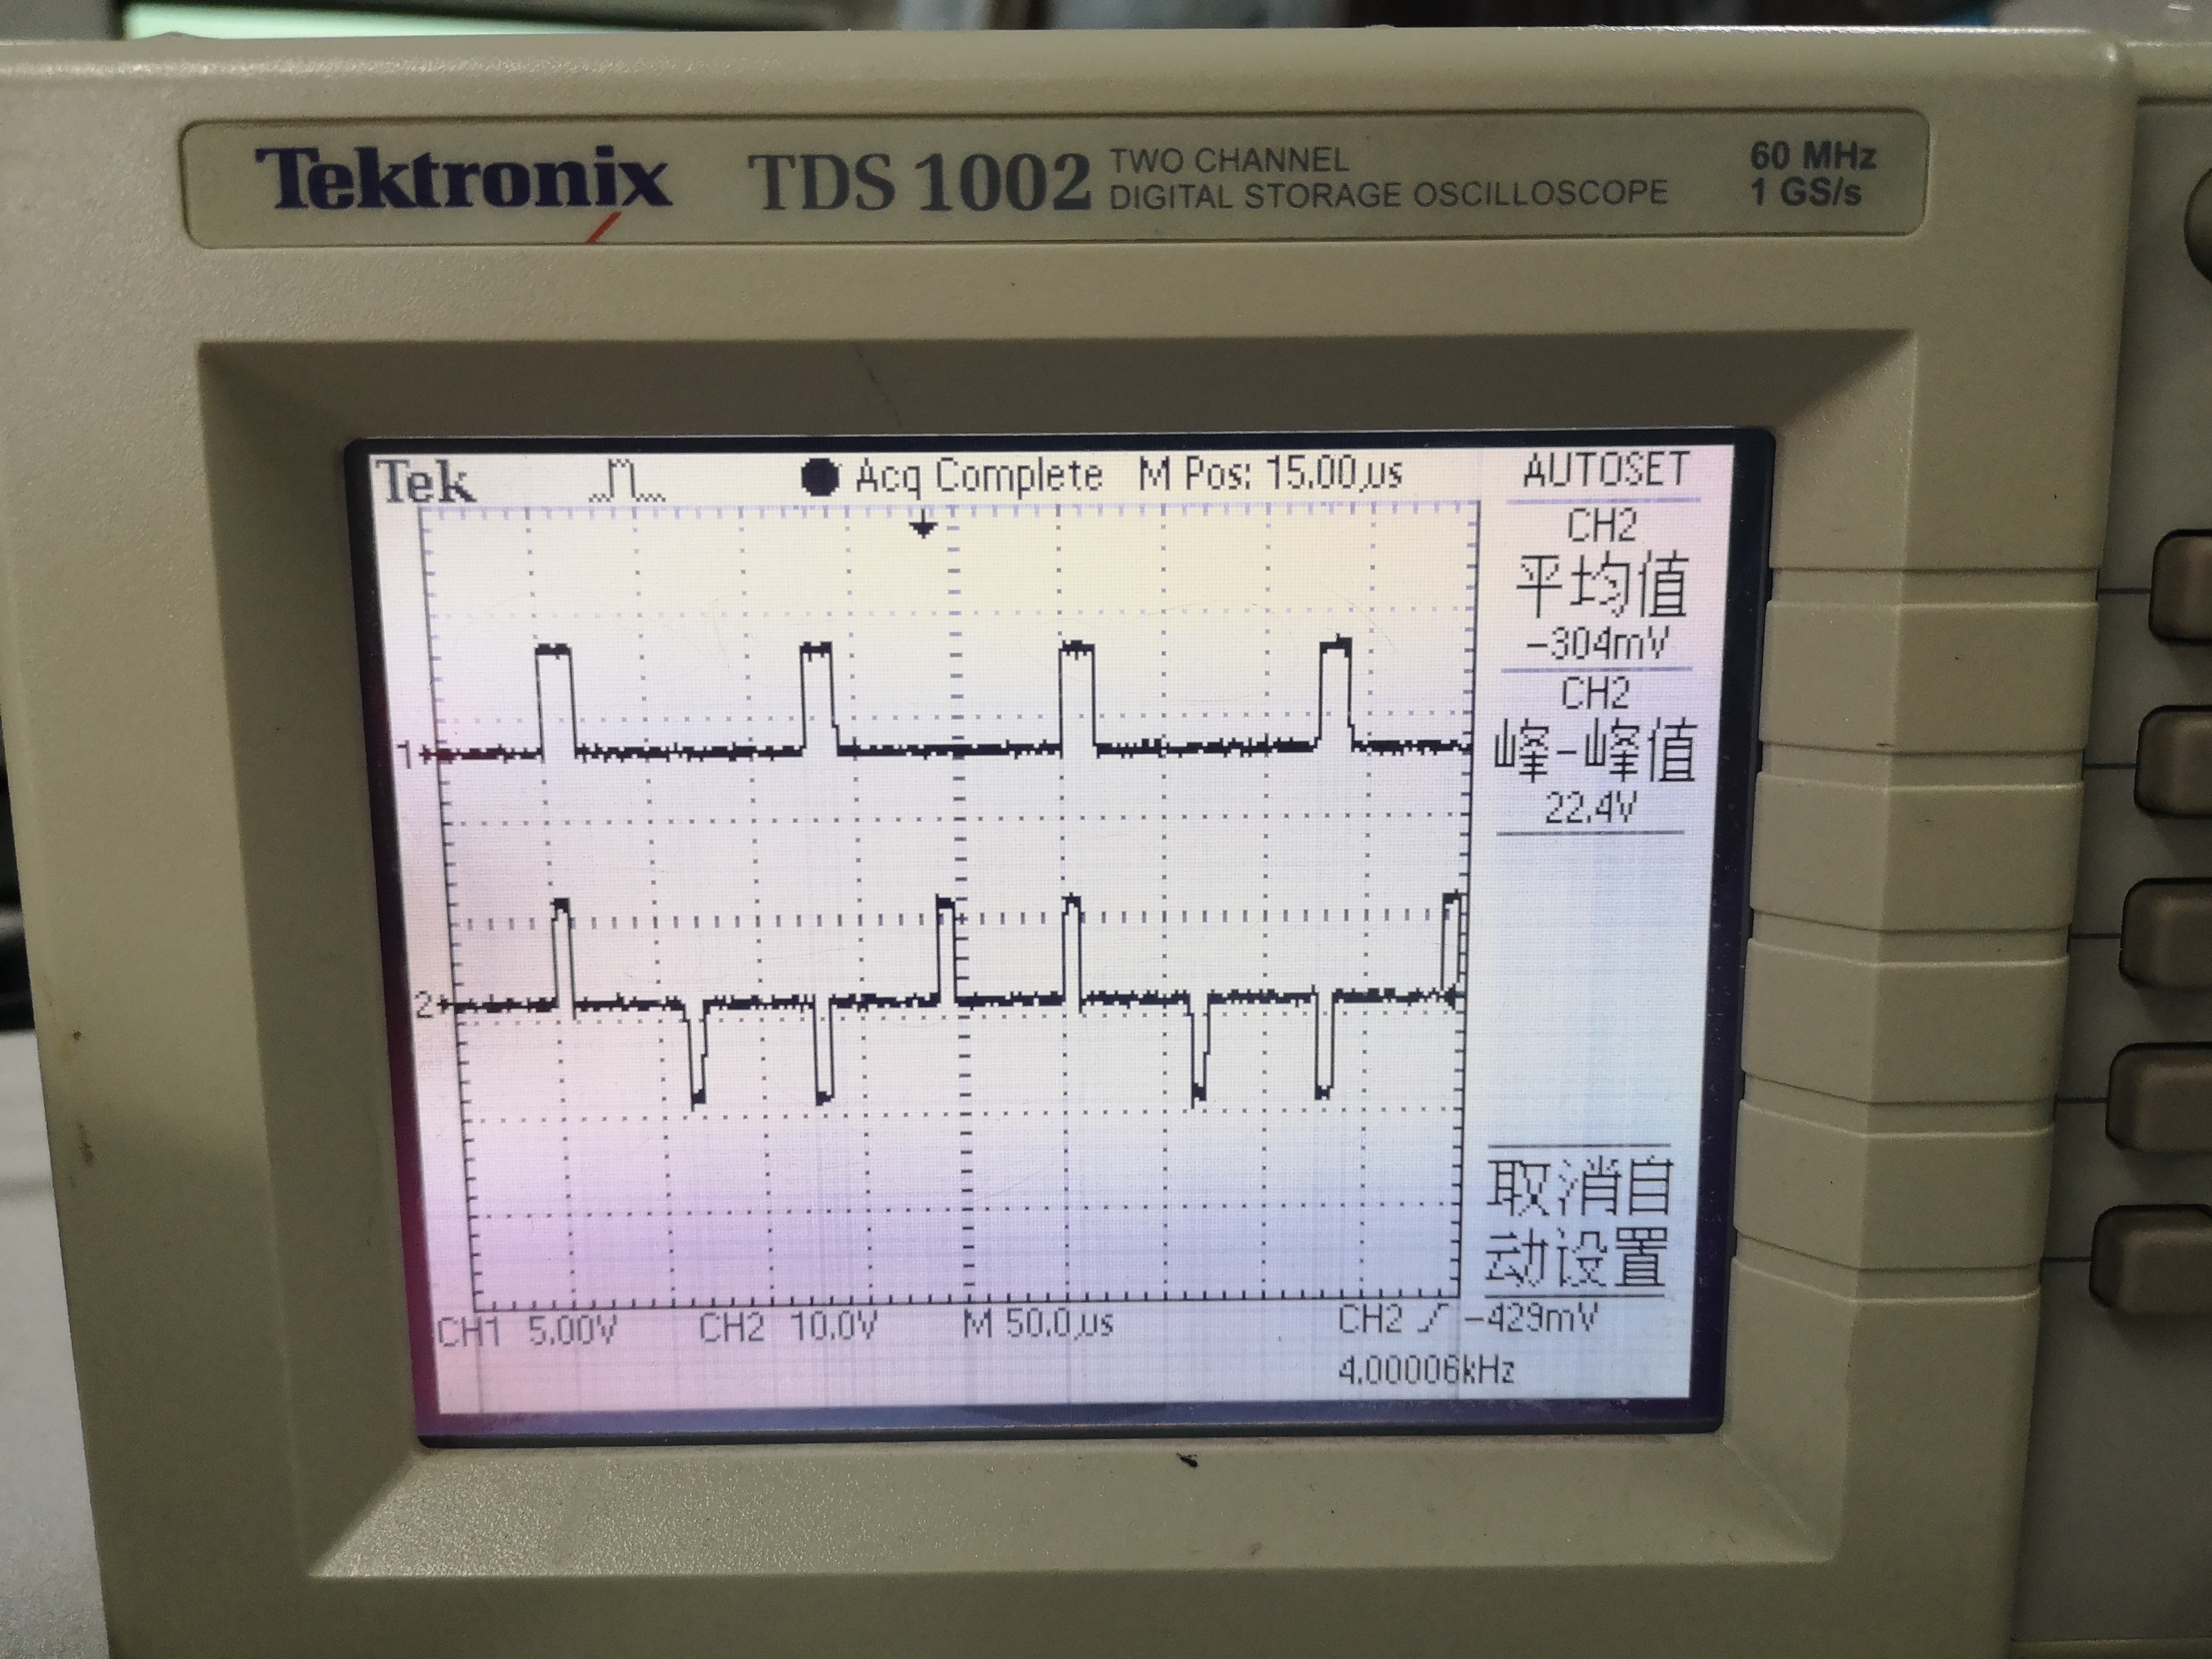 Tektronix TDS 1002 TWO CHANNEL DIGITAL STORAGE OSCILLOSCOPE 60 MHz 1 GS/s
Tek Acq Complete M Pos: 15.00µs AUTOSET
CH2
平均值
-304mV
CH2
峰-峰值
22.4V
1
2
取消自
动设置
CH1 5.00V CH2 10.0V M 50.0µs CH2 -429mV
4.00006kHz